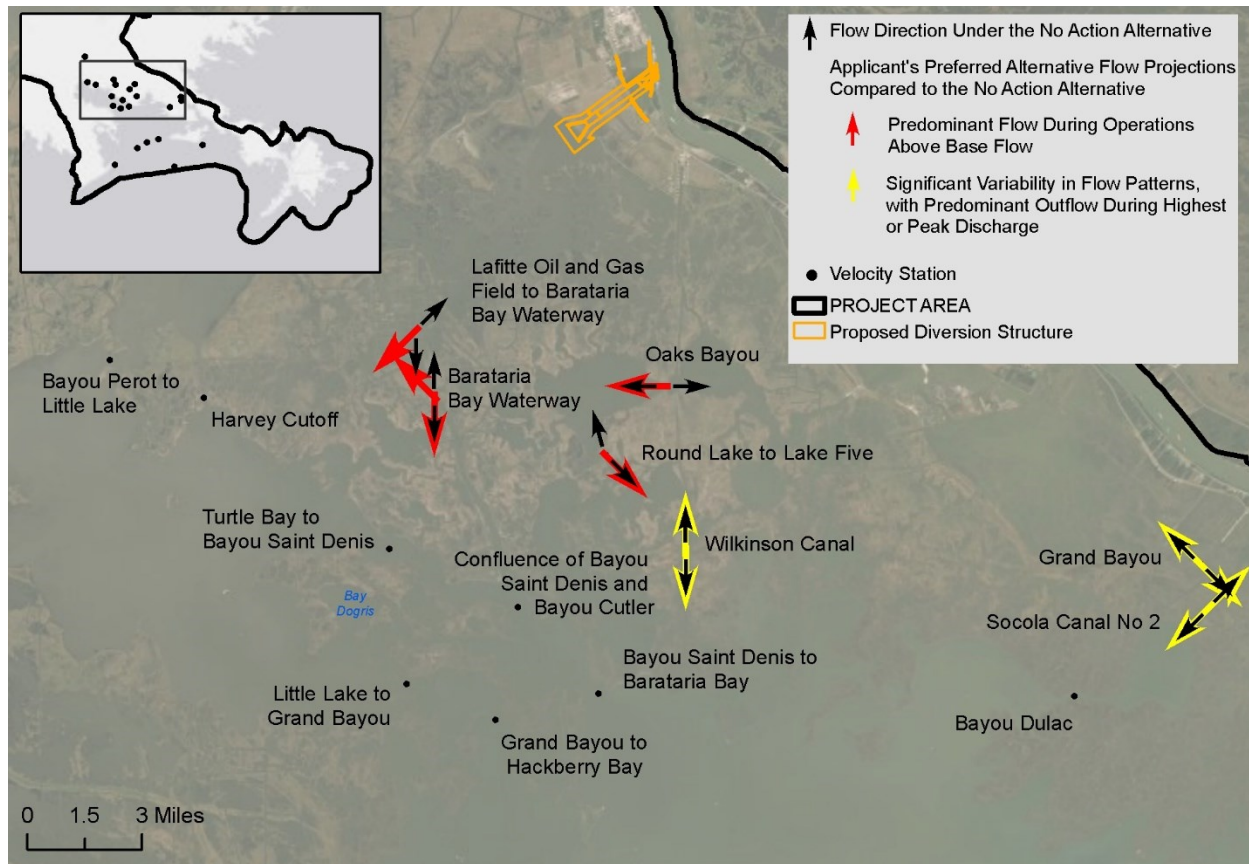 Flow Direction Under the No Action Alternative
Applicant's Preferred Alternative Flow Projections
Compared to the No Action Alternative
Predominant Flow During Operations
Above Base Flow
Significant Variability in Flow Patterns,
with Predominant Outflow During Highest
or Peak Discharge
Velocity Station
PROJECT AREA
Proposed Diversion Structure
Lafitte Oil and Gas
Field to Barataria
Bay Waterway
Oaks Bayou
Bayou Perot to
Little Lake
Harvey Cutoff
Barataria
Bay Waterway
Round Lake to Lake Five
Turtle Bay to
Bayou Saint Denis
Confluence of Bayou
Saint Denis and
Bayou Cutler
Wilkinson Canal
Grand Bayou
Bay
Dogris
Socola Canal No 2
Bayou Saint Denis to
Barataria Bay
Little Lake to
Grand Bayou
Bayou Dulac
Grand Bayou to
Hackberry Bay
0 1.5 3 Miles